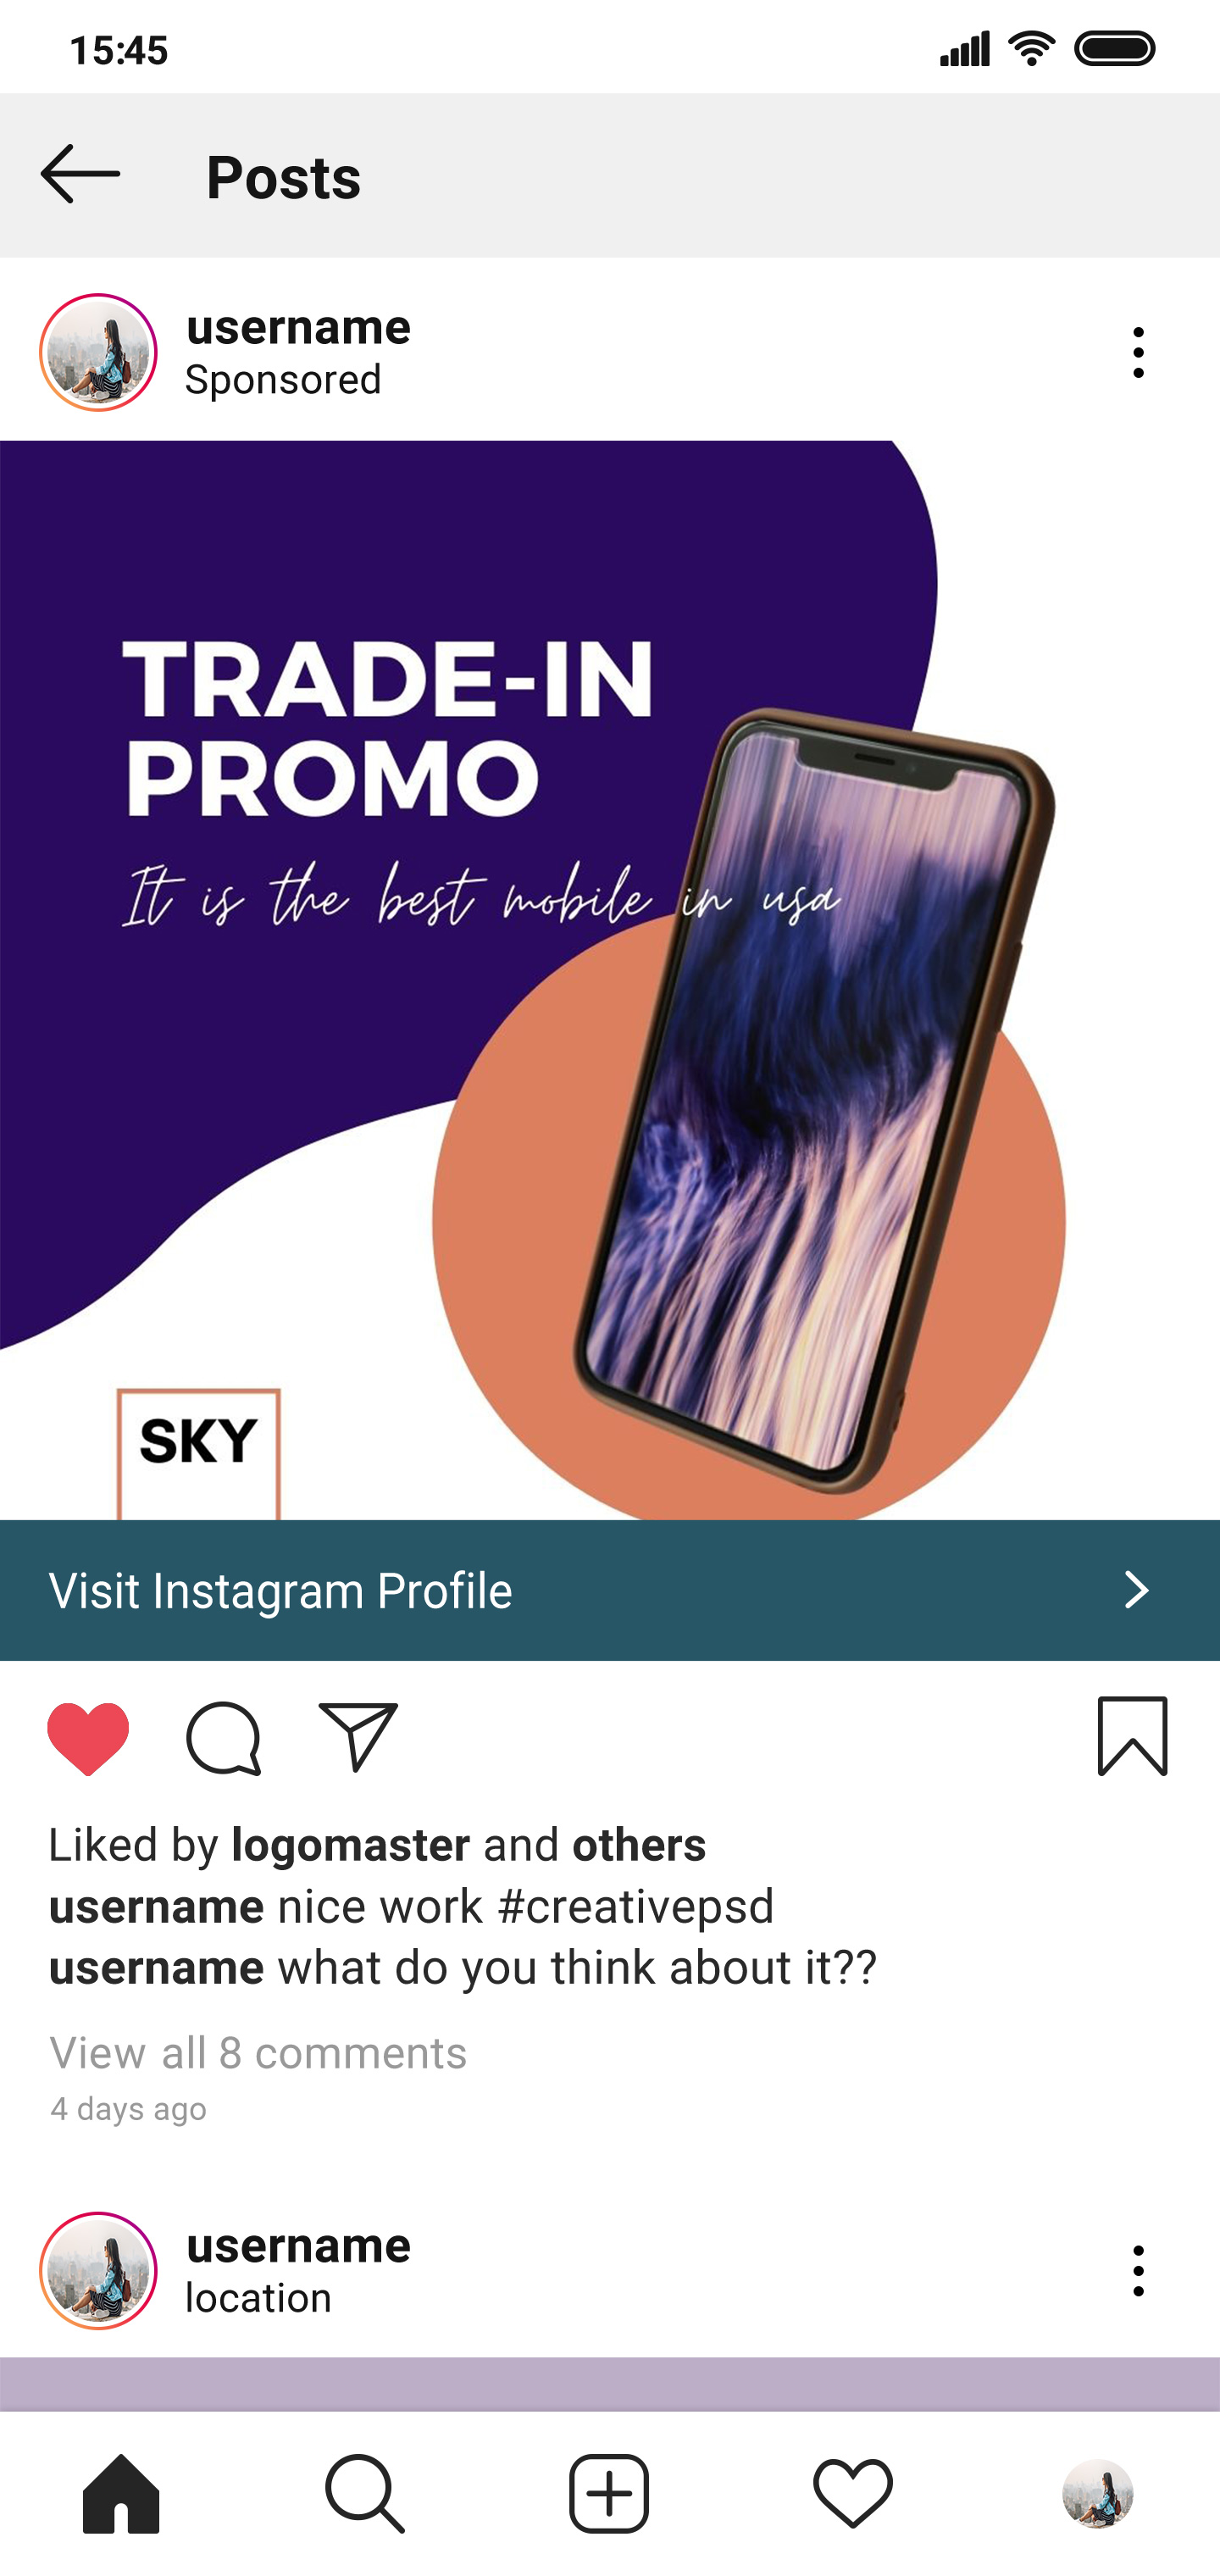 15:45
Posts
username
Sponsored
TRADE-IN
PROMO
It is the best mobile in usa
SKY
Visit Instagram Profile
Liked by logomaster and others
username nice work #creativepsd
username what do you think about it??
View all 8 comments
4 days ago
username
location